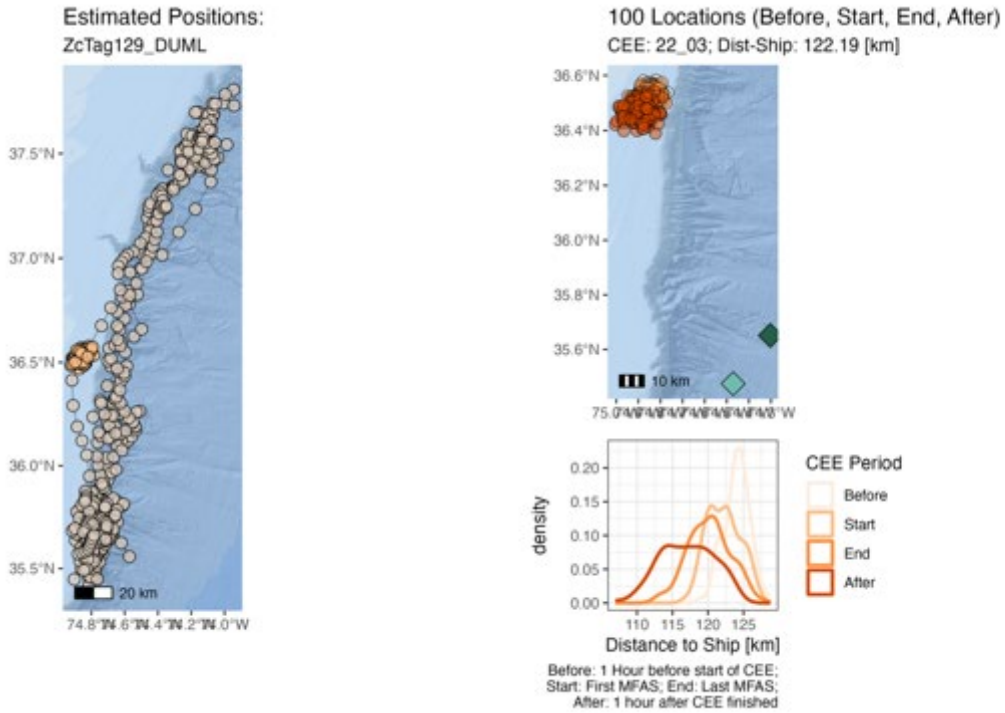 Estimated Positions:
ZcTag129_DUML
37.5°N
37.0°N
36.5°N
36.0°N
35.5°N
20 km
100 Locations (Before, Start, End, After)
CEE: 22_03; Dist-Ship: 122.19 [km]
36.6°N
36.4°N
36.2°N
36.0°N
35.8°N
35.6°N
10 km
0.20
0.15
0.10
0.05
0.00
density
110 115 120 125
Distance to Ship [km]
CEE Period
Before
Start
End
After
Before: 1 Hour before start of CEE;
Start: First MFAS; End: Last MFAS;
After: 1 hour after CEE finished